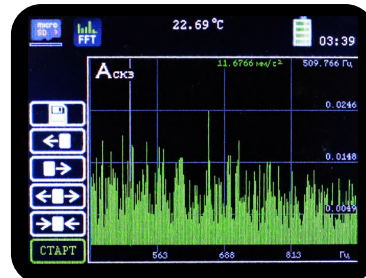 micro
SD
FFT
22.69 °C
03:39
Aскз
11.6766 мм/с²
509.766 Гц
0.0246
0.0148
0.0049
СТАРТ
563
688
813
Гц